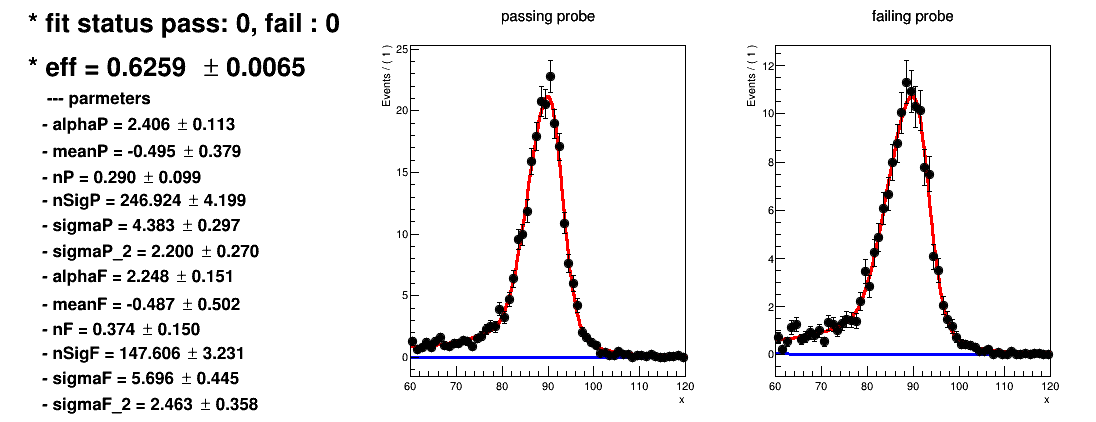 * fit status pass: 0, fail : 0
* eff = 0.6259 ± 0.0065
--- parmeters
- alphaP = 2.406 ± 0.113
- meanP = -0.495 ± 0.379
- nP = 0.290 ± 0.099
- nSigP = 246.924 ± 4.199
- sigmaP = 4.383 ± 0.297
- sigmaP_2 = 2.200 ± 0.270
- alphaF = 2.248 ± 0.151
- meanF = -0.487 ± 0.502
- nF = 0.374 ± 0.150
- nSigF = 147.606 ± 3.231
- sigmaF = 5.696 ± 0.445
- sigmaF_2 = 2.463 ± 0.358
passing probe
Events / ( 1 )
25
20
15
10
5
0
60 70 80 90 100 110 120
x
failing probe
Events / ( 1 )
12
10
8
6
4
2
0
60 70 80 90 100 110 120
x